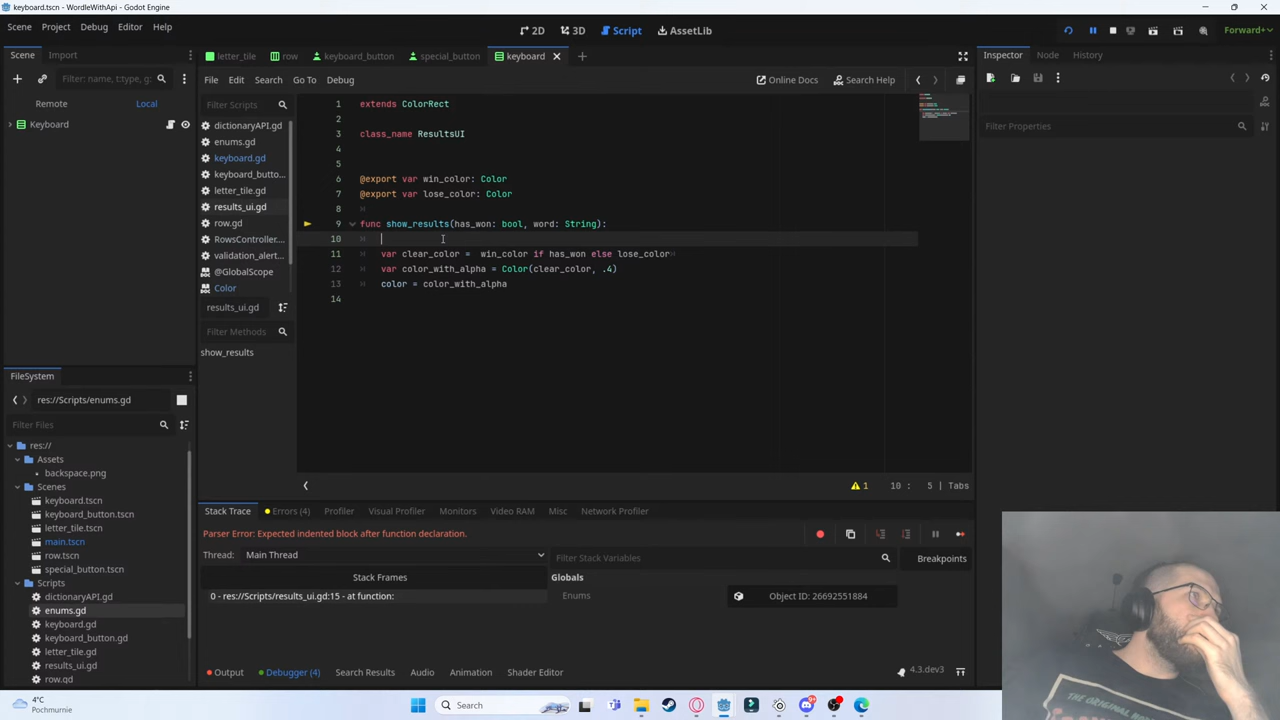 keyboard.tscn - WordleWithApi - Godot Engine
Scene Project Debug Editor Help
2D 3D Script AssetLib
Forward+
Scene Import
letter_tile row keyboard_button special_button keyboard
Inspector Node History
Filter: name, t:type, g:
File Edit Search Go To Debug
Online Docs Search Help
Remote Local
Filter Scripts
Keyboard
Filter Properties
dictionaryAPI.gd
enums.gd
keyboard.gd
keyboard_butto...
letter_tile.gd
results_ui.gd
row.gd
RowsController....
validation_alert...
@GlobalScope
Color
results_ui.gd
Filter Methods
show_results
1 extends ColorRect
2
3 class_name ResultsUI
4
5
6 @export var win_color: Color
7 @export var lose_color: Color
8
9 func show_results(has_won: bool, word: String):
10
11 var clear_color =  win_color if has_won else lose_color
12 var color_with_alpha = Color(clear_color, .4)
13 color = color_with_alpha
14
1 10 : 5 | Tabs
FileSystem
res://Scripts/enums.gd
Filter Files
res://
Assets
backspace.png
Scenes
keyboard.tscn
keyboard_button.tscn
letter_tile.tscn
main.tscn
row.tscn
special_button.tscn
Scripts
dictionaryAPI.gd
enums.gd
keyboard.gd
keyboard_button.gd
letter_tile.gd
results_ui.gd
row.gd
Stack Trace Errors (4) Profiler Visual Profiler Monitors Video RAM Misc Network Profiler
Parser Error: Expected indented block after function declaration.
Thread: Main Thread
Filter Stack Variables
Breakpoints
Stack Frames
Globals
0 - res://Scripts/results_ui.gd:15 - at function:
Enums Object ID: 26692551884
Output Debugger (4) Search Results Audio Animation Shader Editor
4.3.dev3
THE ORIGINAL
4°C
Pochmurnie
Search